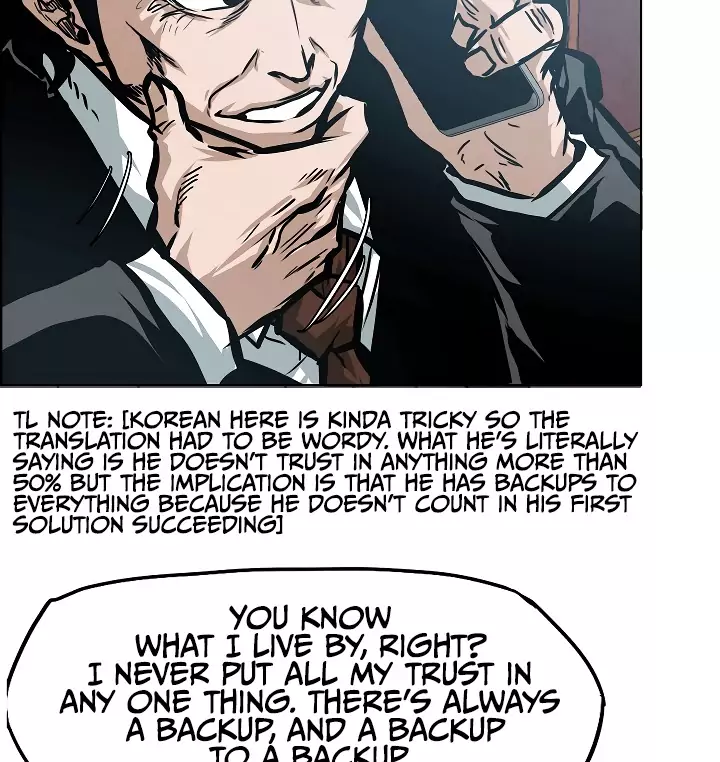 TL NOTE: [KOREAN HERE IS KINDA TRICKY SO THE
TRANSLATION HAD TO BE WORDY. WHAT HE'S LITERALLY
SAYING IS HE DOESN'T TRUST IN ANYTHING MORE THAN
50% BUT THE IMPLICATION IS THAT HE HAS BACKUPS TO
EVERYTHING BECAUSE HE DOESN'T COUNT IN HIS FIRST
SOLUTION SUCCEEDING]
YOU KNOW
WHAT I LIVE BY, RIGHT?
I NEVER PUT ALL MY TRUST IN
ANY ONE THING. THERE'S ALWAYS
A BACKUP, AND A BACKUP
TO A BACKUP